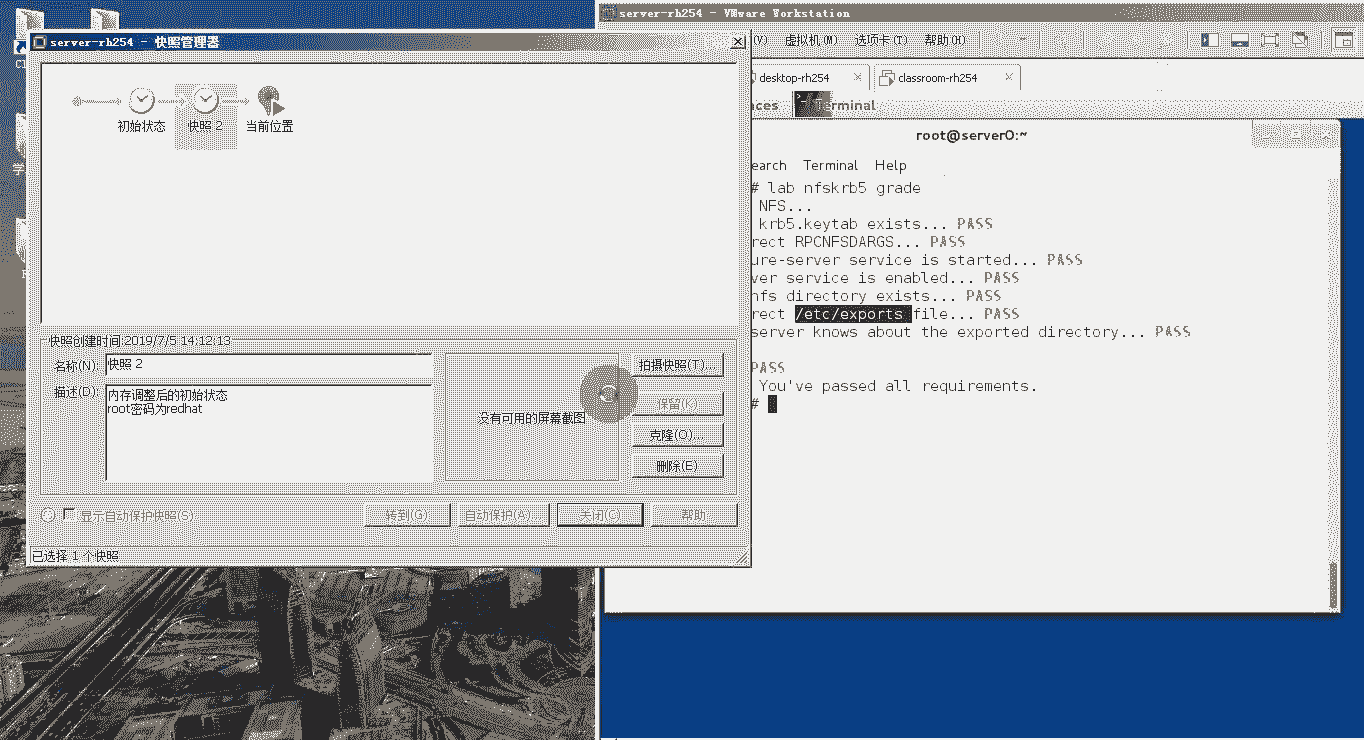 server-rh254 - 快照管理器
初始状态
快照 2
当前位置
快照创建时间:2019/7/5 14:12:13
名称(N):
快照 2
描述(D):
内存调整后的初始状态
root密码为redhat
没有可用的屏幕截图
拍摄快照(T)...
保留(K)
克隆(O)...
删除(E)
显示自动保护快照(S)
转到(G)
自动保护(A)...
关闭(C)
帮助
已选择 1 个快照
server-rh254 - VMware Workstation
(V) 虚拟机(M) 选项卡(T) 帮助(H)
desktop-rh254
classroom-rh254
aces
Terminal
root@server0:~
earch Terminal Help
# lab nfskrb5 grade
NFS...
krb5.keytab exists... PASS
rect RPCNFSDARGS... PASS
ure-server service is started... PASS
ver service is enabled... PASS
nfs directory exists... PASS
rect /etc/exports file... PASS
server knows about the exported directory... PASS
PASS
You've passed all requirements.
#